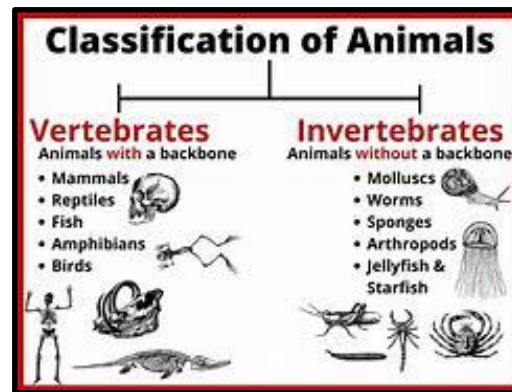 Classification of Animals
Vertebrates
Animals with a backbone
• Mammals
• Reptiles
• Fish
• Amphibians
• Birds
Invertebrates
Animals without a backbone
• Molluscs
• Worms
• Sponges
• Arthropods
• Jellyfish &
Starfish